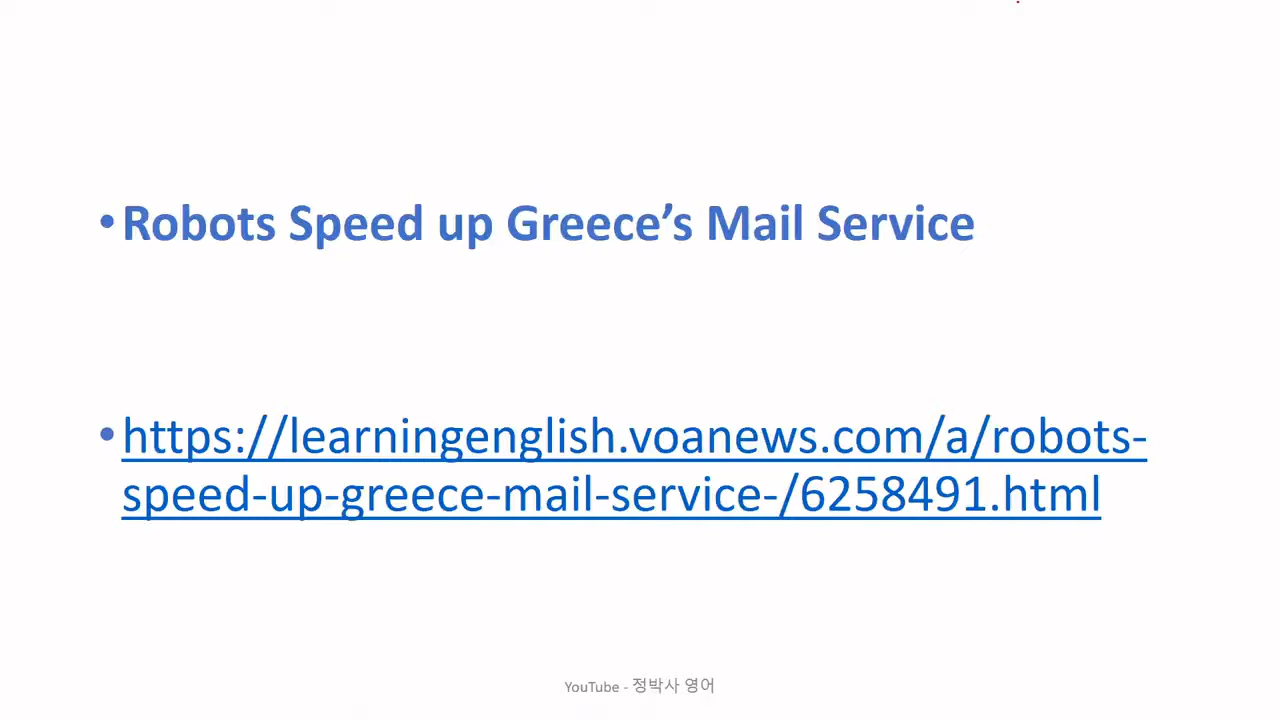 •Robots Speed up Greece’s Mail Service
•https://learningenglish.voanews.com/a/robots-
speed-up-greece-mail-service-/6258491.html
YouTube - 정박사 영어